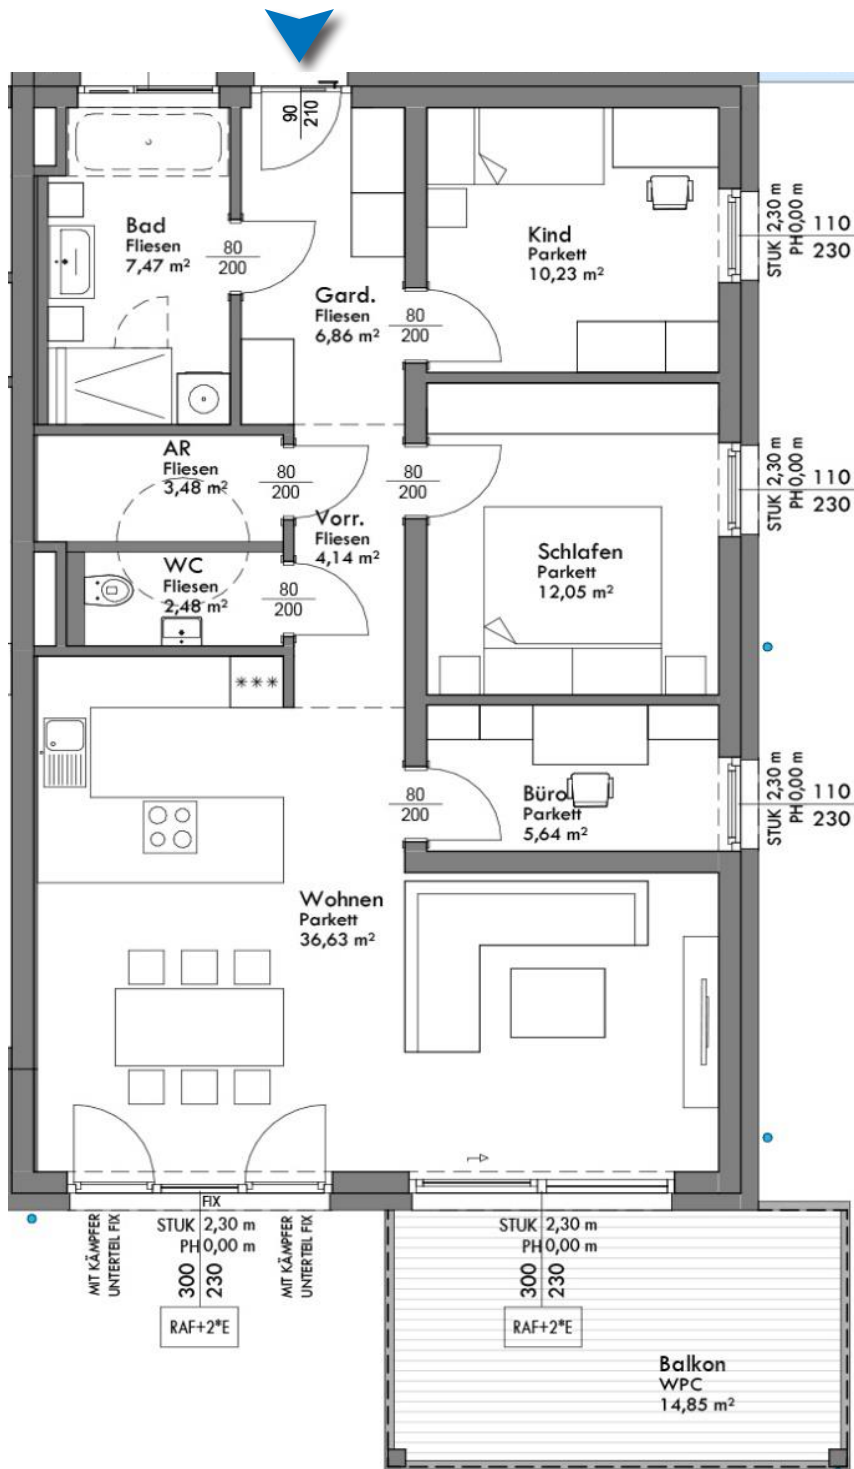 90
210
Bad
Fliesen
7,47 m²
80
200
Gard.
Fliesen
6,86 m²
80
200
Kind
Parkett
10,23 m²
STUK 2,30 m
PH 0,00 m
110
230
AR
Fliesen
3,48 m²
80
200
80
200
Vorr.
Fliesen
4,14 m²
WC
Fliesen
2,48 m²
80
200
Schlafen
Parkett
12,05 m²
STUK 2,30 m
PH 0,00 m
110
230
***
80
200
Büro
Parkett
5,64 m²
STUK 2,30 m
PH 0,00 m
110
230
Wohnen
Parkett
36,63 m²
FIX
MIT KÄMPFER
UNTERTEIL FIX
STUK 2,30 m
PH 0,00 m
300
230
RAF+2*E
MIT KÄMPFER
UNTERTEIL FIX
STUK 2,30 m
PH 0,00 m
300
230
RAF+2*E
Balkon
WPC
14,85 m²